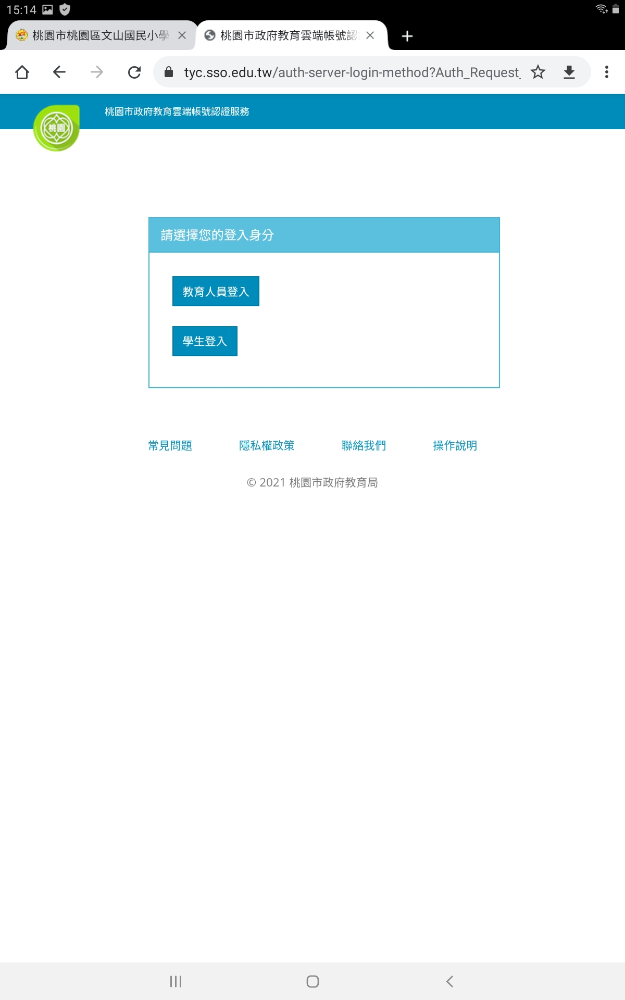 15:14
桃園市桃園區文山國民小學
桃園市政府教育雲端帳號認
tyc.sso.edu.tw/auth-server-login-method?Auth_Request_
桃園市政府教育雲端帳號認證服務
桃園
請選擇您的登入身分
教育人員登入
學生登入
常見問題 隱私權政策 聯絡我們 操作說明
© 2021 桃園市政府教育局